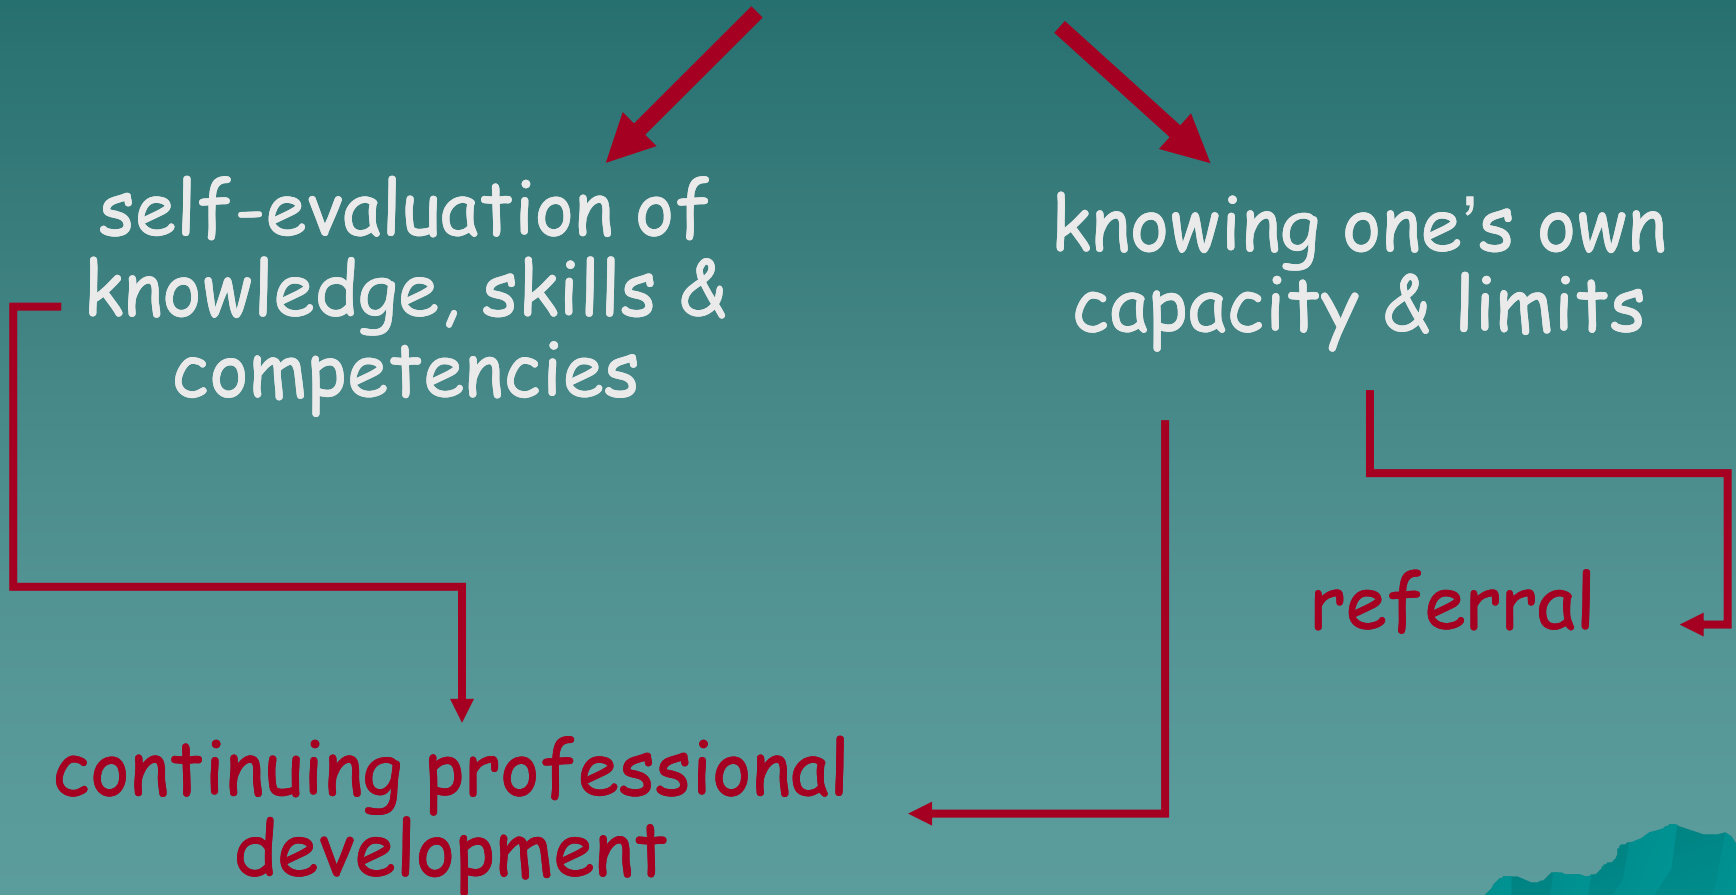 self-evaluation of
knowledge, skills &
competencies
knowing one’s own
capacity & limits
referral
continuing professional
development